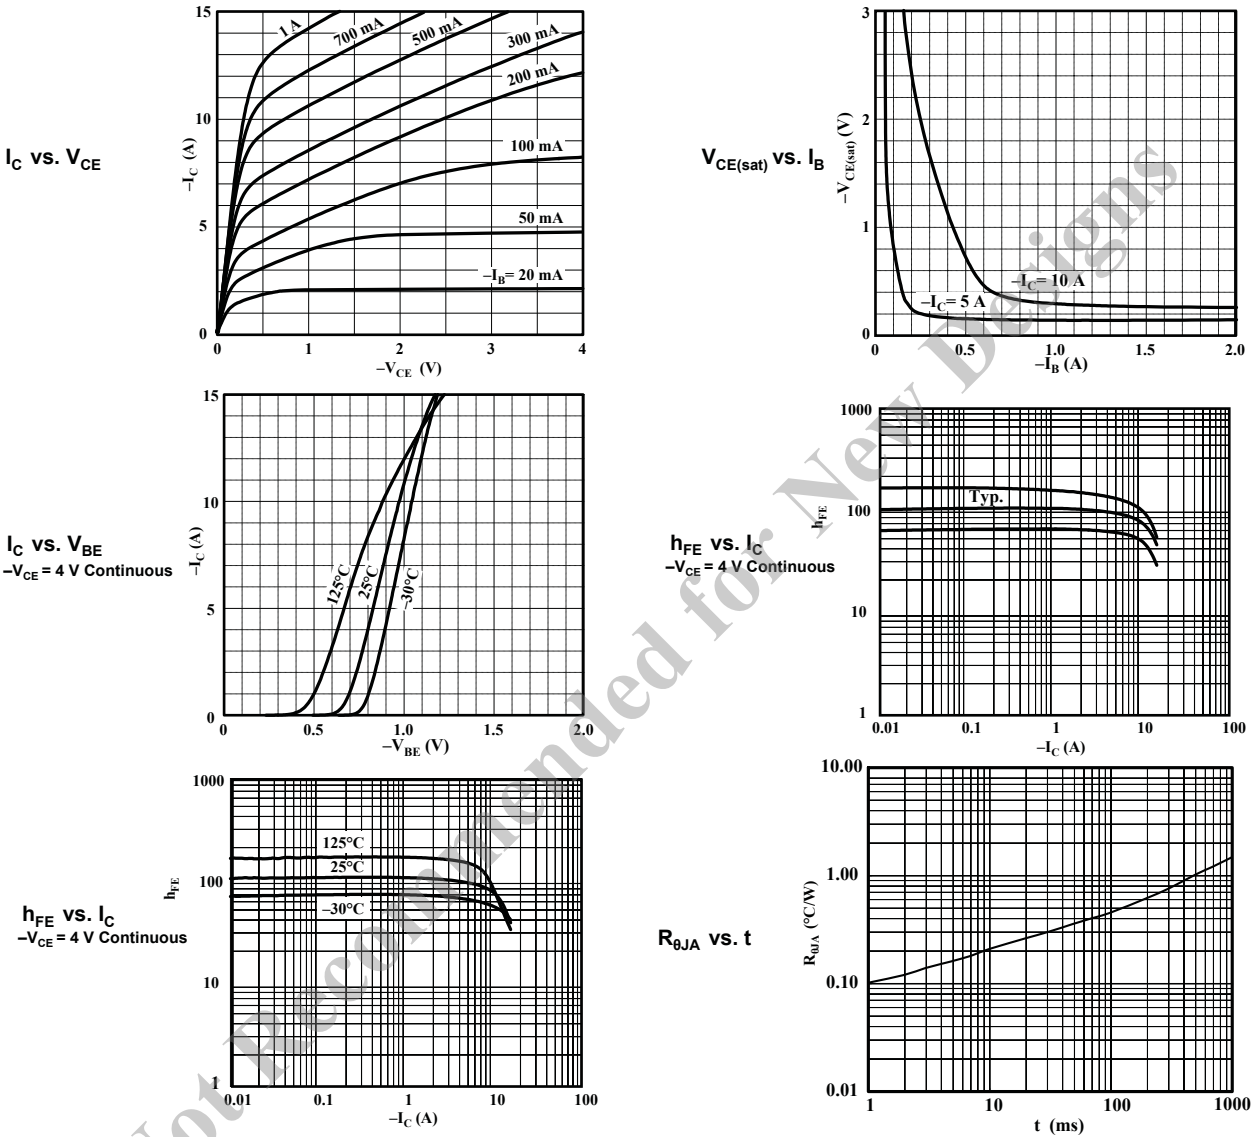 I_C vs. V_CE
15
10
5
0
–I_C (A)
1 A
700 mA
500 mA
300 mA
200 mA
100 mA
50 mA
–I_B= 20 mA
0 1 2 3 4
–V_CE (V)
V_CE(sat) vs. I_B
3
2
1
0
–V_CE(sat) (V)
–I_C= 10 A
–I_C= 5 A
0 0.5 1.0 1.5 2.0
–I_B (A)
I_C vs. V_BE
–V_CE = 4 V Continuous
15
10
5
0
–I_C (A)
125°C
25°C
–30°C
0 0.5 1.0 1.5 2.0
–V_BE (V)
h_FE vs. I_C
–V_CE = 4 V Continuous
1000
100
10
1
h_FE
Typ.
0.01 0.1 1 10 100
–I_C (A)
h_FE vs. I_C
–V_CE = 4 V Continuous
1000
100
10
1
h_FE
125°C
25°C
–30°C
0.01 0.1 1 10 100
–I_C (A)
R_θJA vs. t
10.00
1.00
0.10
0.01
R_θJA (°C/W)
1 10 100 1000
t (ms)
Not Recommended for New Designs